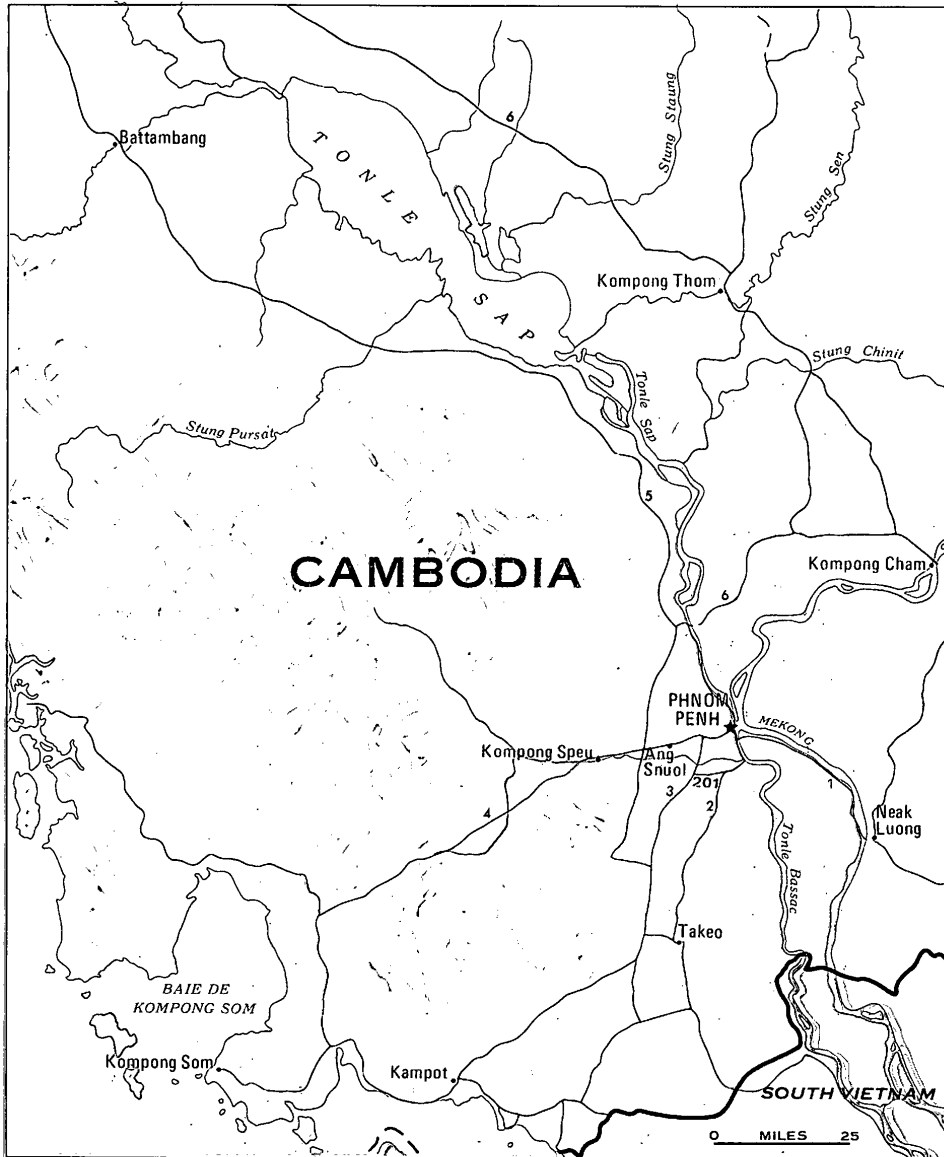 6
Stung Staung
Battambang
TONLE
Stung Sen
Kompong Thom
SAP
Stung Chinit
Tonle Sap
Stung Pursat
5
CAMBODIA
Kompong Cham
6
PHNOM
PENH
MEKONG
Kompong Speu
Ang
Snuol
201
1
3
2
4
Neak
Luong
Tonle Bassac
Takeo
BAIE DE
KOMPONG SOM
Kompong Som
Kampot
SOUTH VIETNAM
0 MILES 25